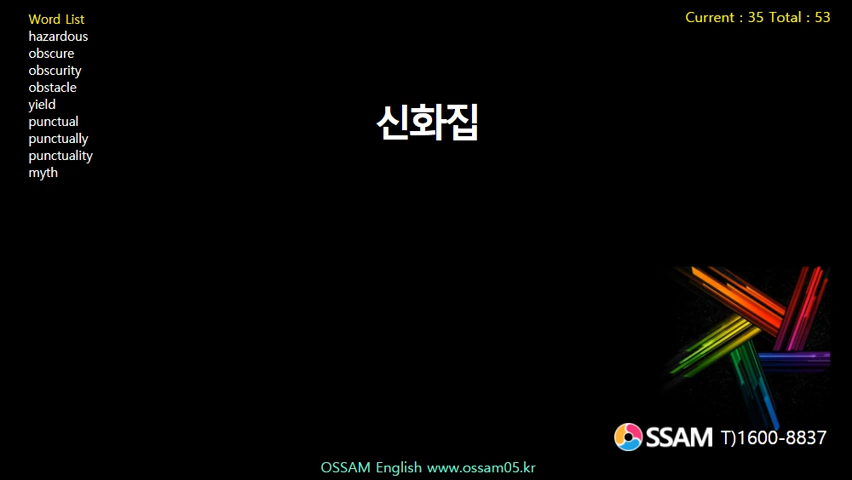 Word List
hazardous
obscure
obscurity
obstacle
yield
punctual
punctually
punctuality
myth
Current : 35 Total : 53
신화집
OSSAM T)1600-8837
OSSAM English www.ossam05.kr